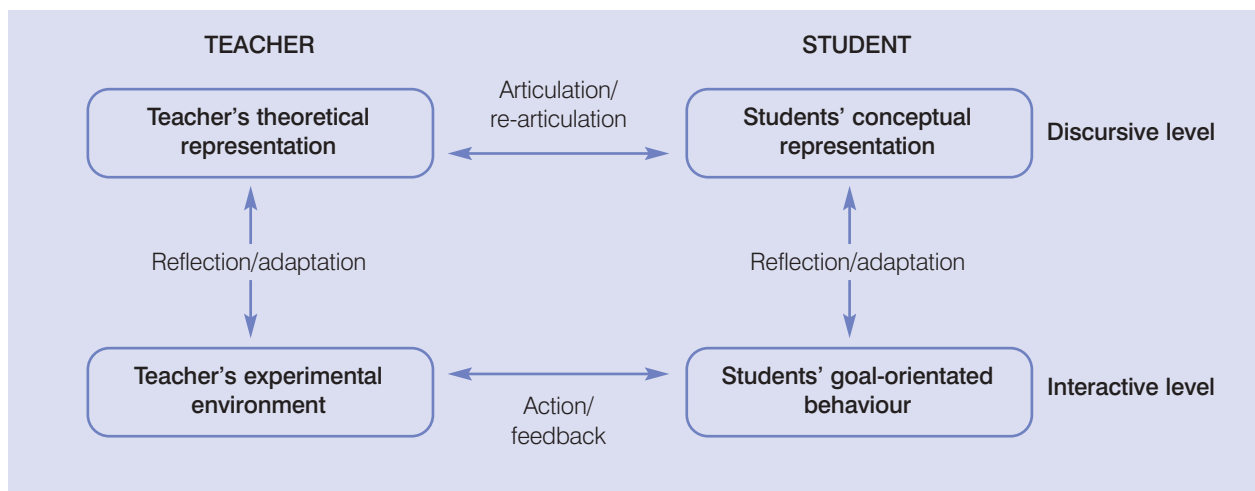 TEACHER
STUDENT
Teacher's theoretical
representation
Articulation/
re-articulation
Students' conceptual
representation
Discursive level
Reflection/adaptation
Reflection/adaptation
Teacher's experimental
environment
Action/
feedback
Students' goal-orientated
behaviour
Interactive level